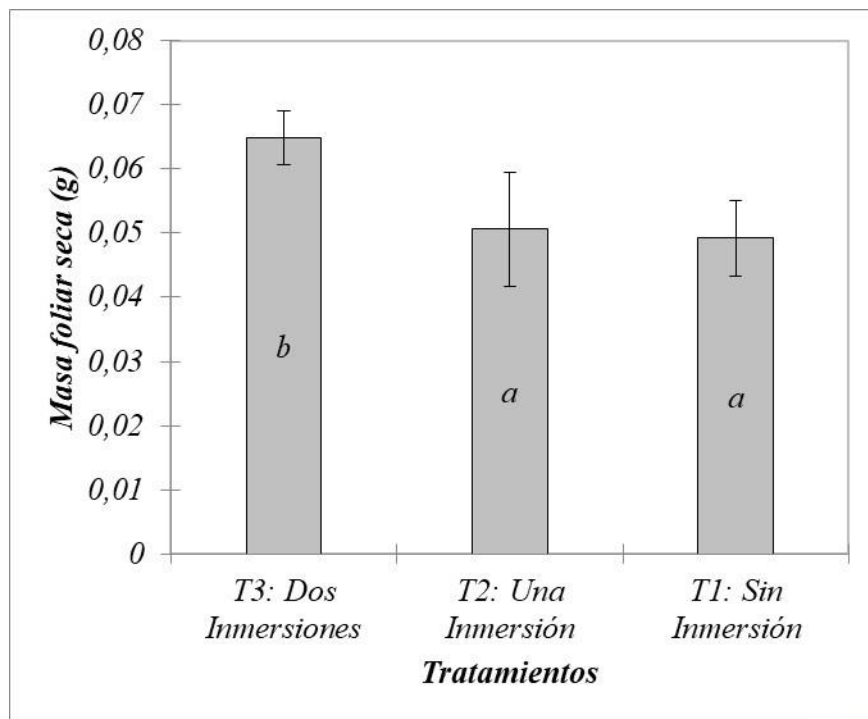 Masa foliar seca (g)
0,08
0,07
0,06
0,05
0,04
0,03
0,02
0,01
0
b
a
a
T3: Dos
Inmersiones
T2: Una
Inmersión
T1: Sin
Inmersión
Tratamientos